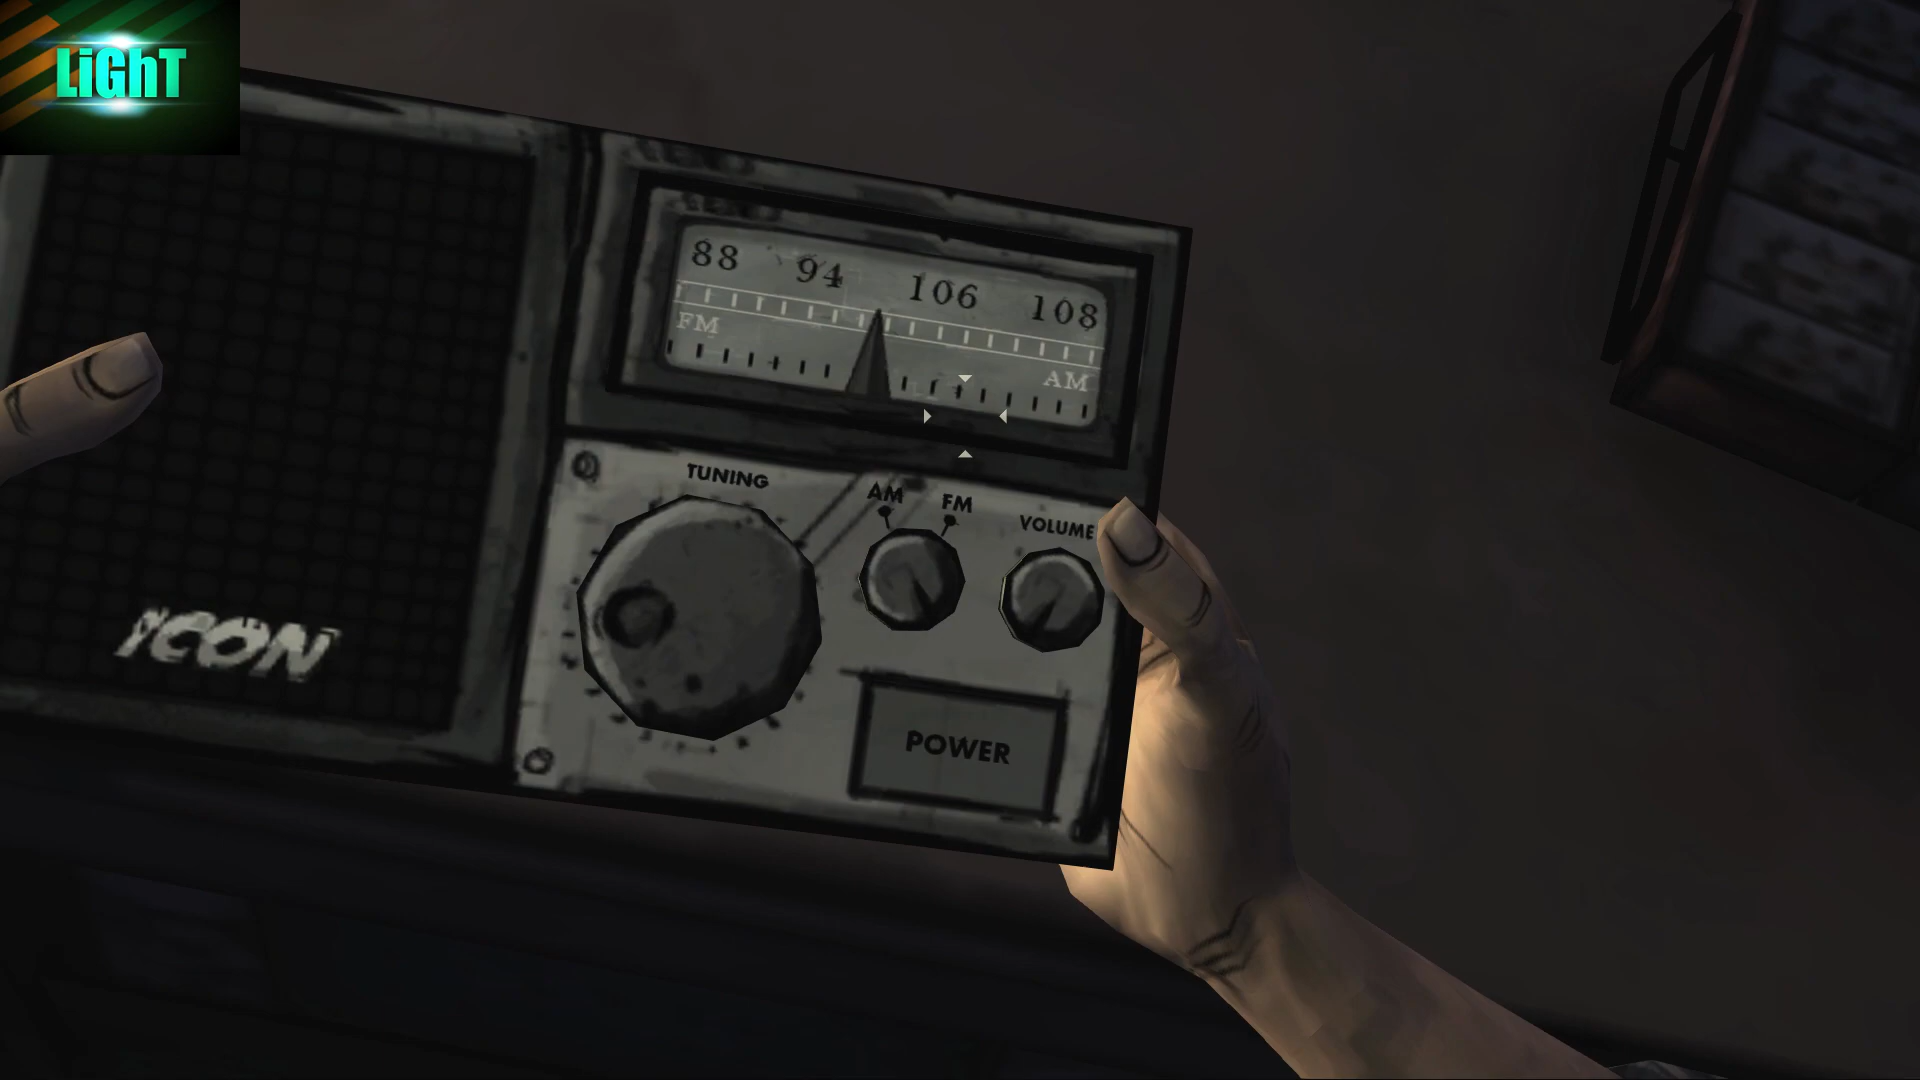 LiGhT
88 94 106 108
FM
AM
TUNING
AM FM
VOLUME
POWER
ICON